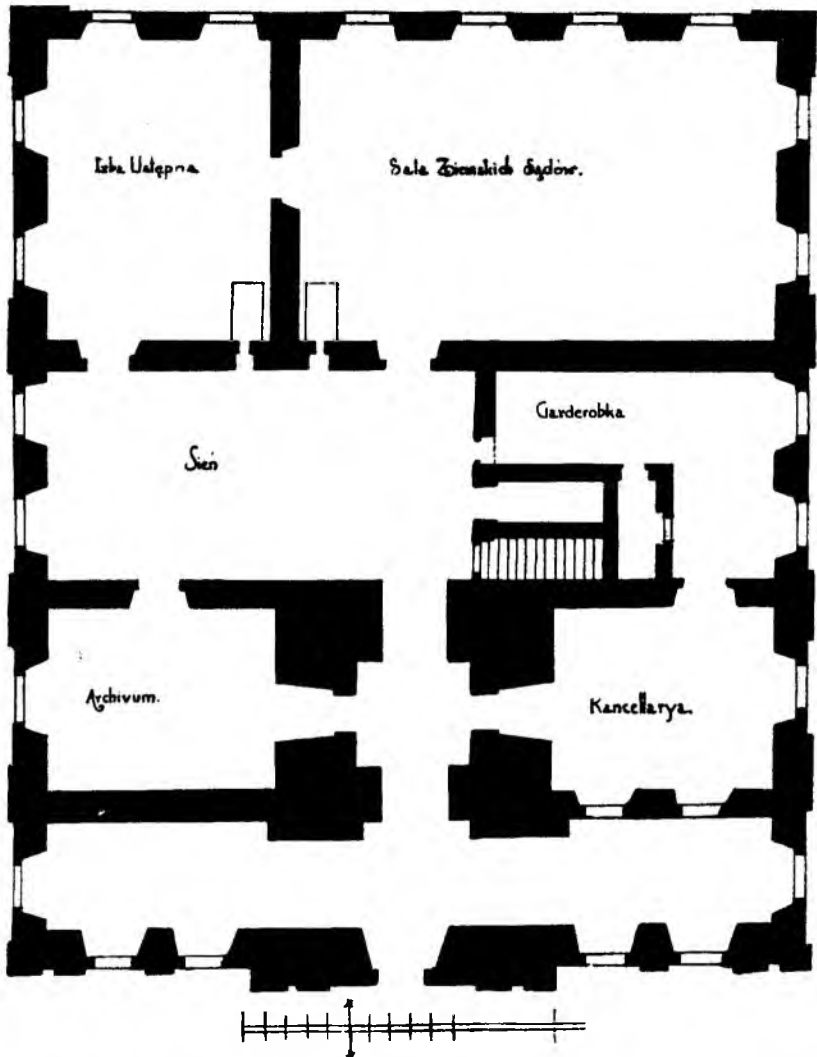 Izba Ustępna
Sala Ziemskich Sądów.
Garderobka
Sień
Archivum.
Kancellarya.